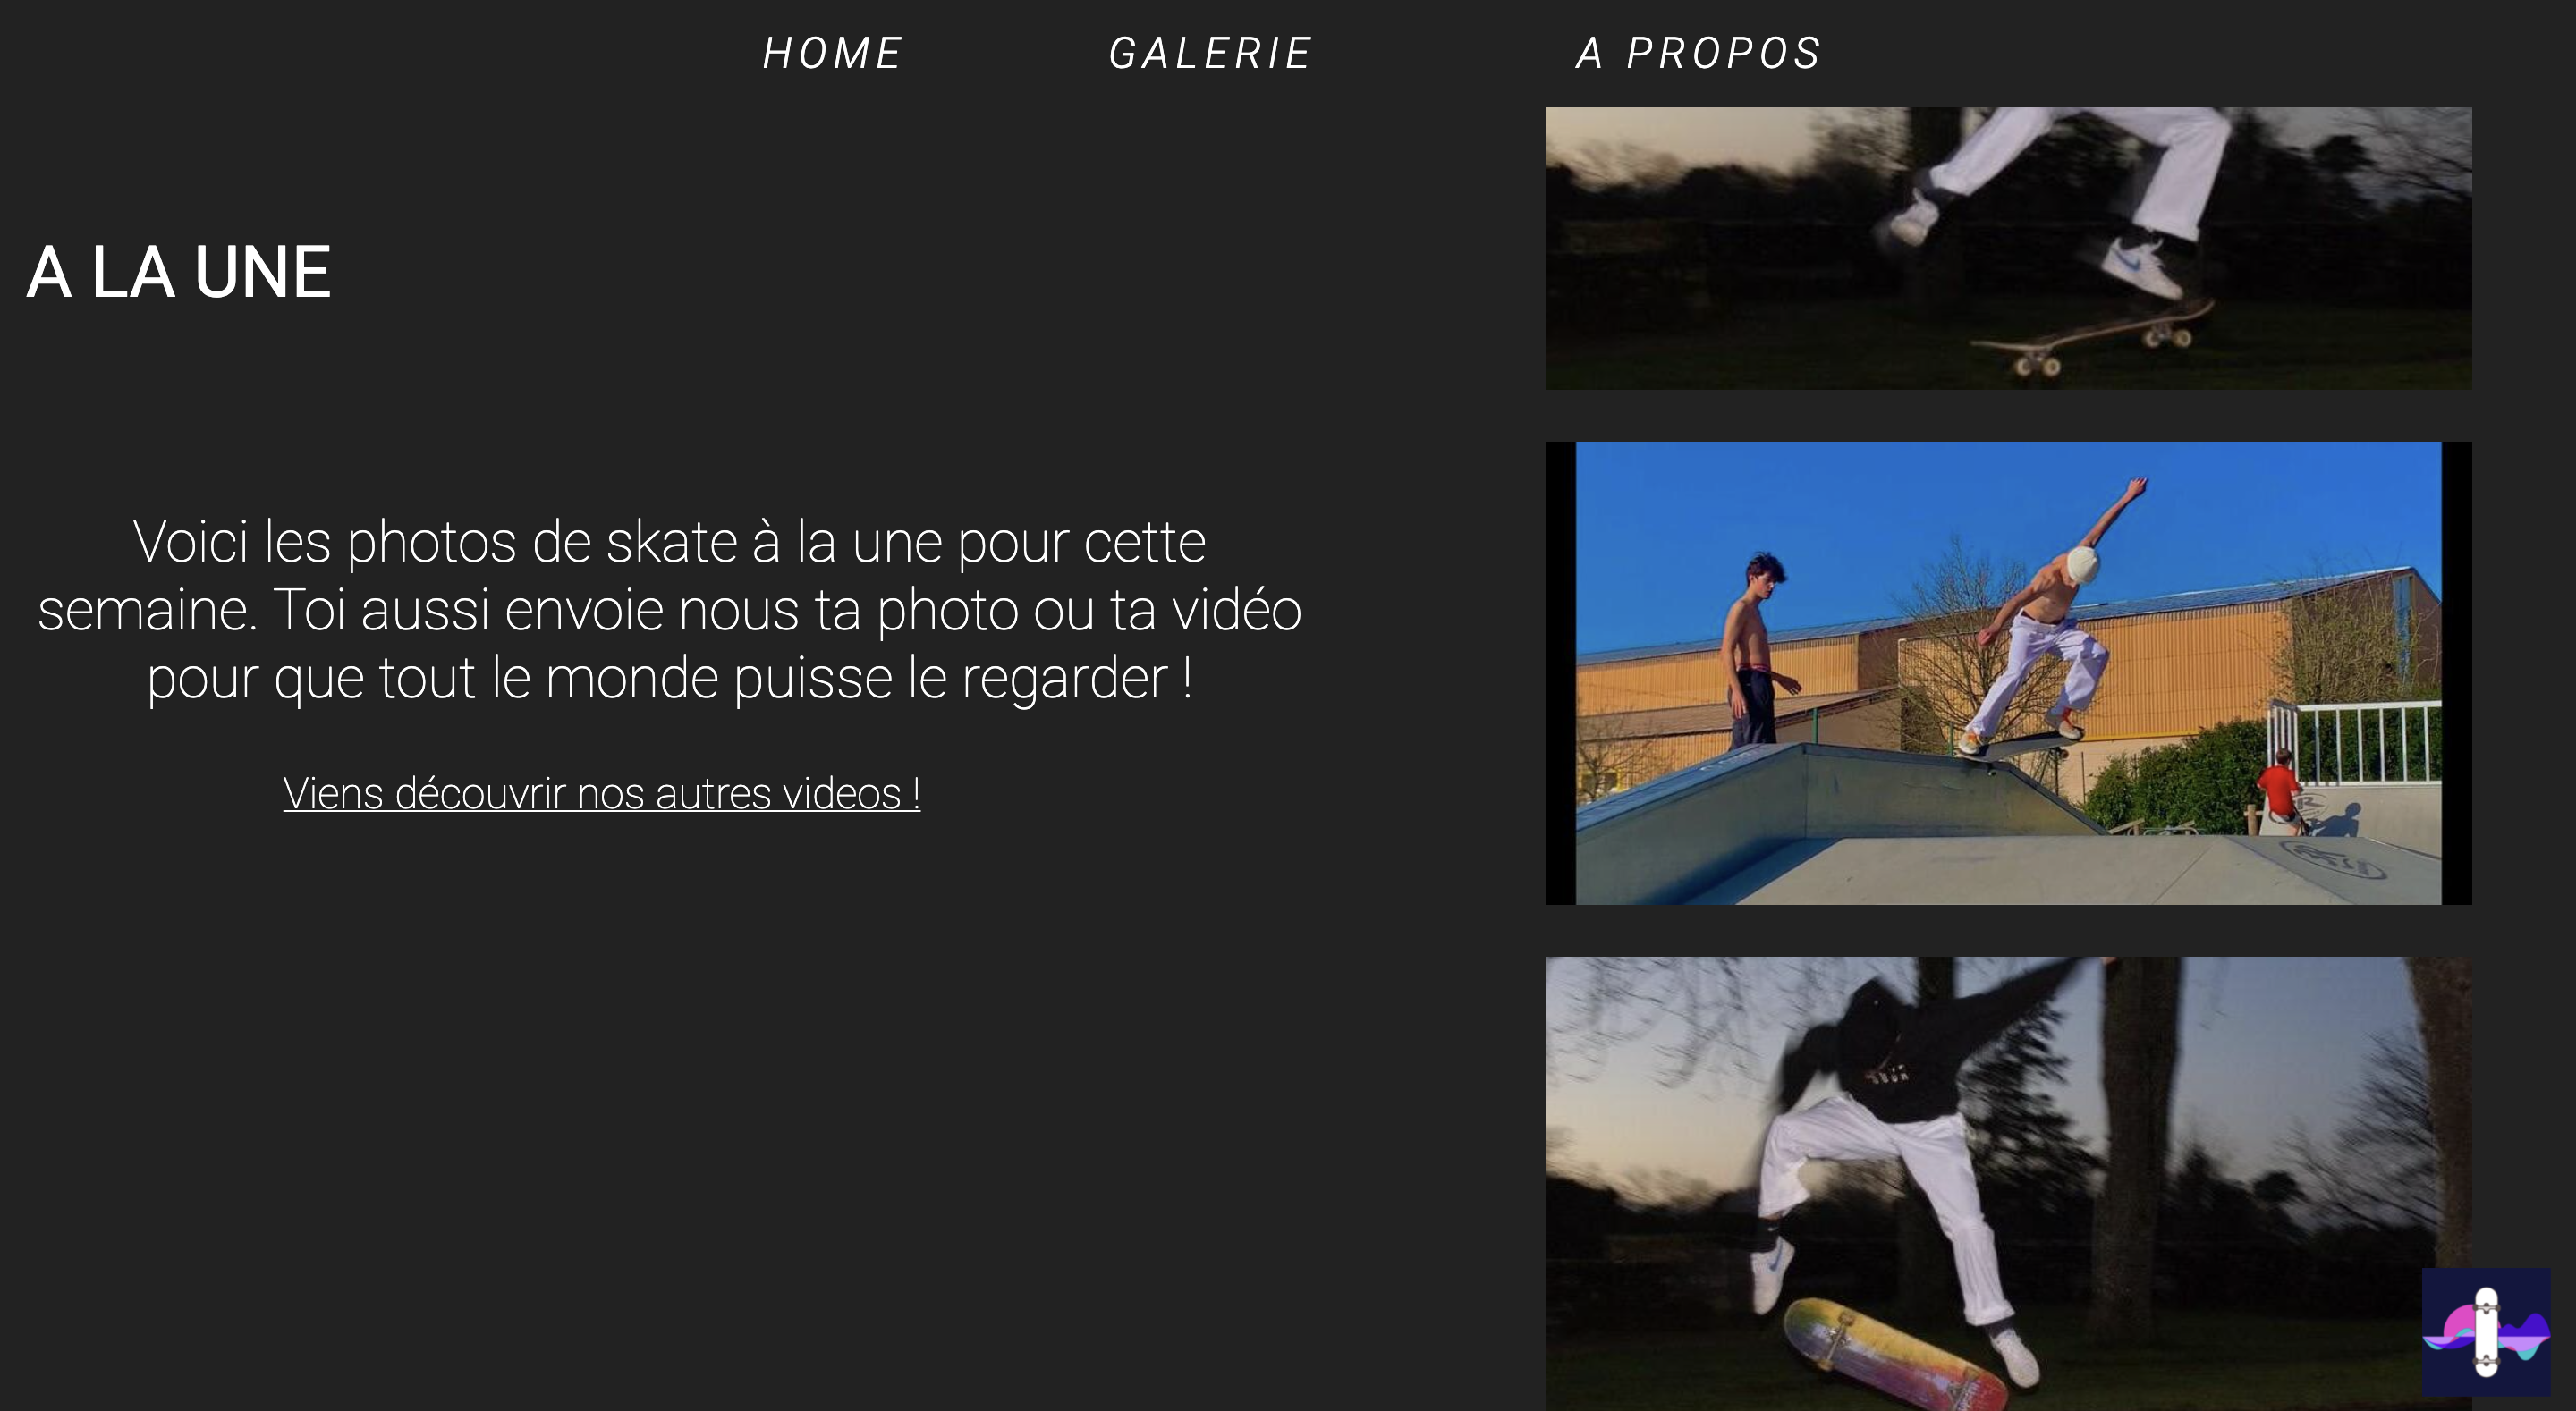 HOME GALERIE A PROPOS
A LA UNE
Voici les photos de skate à la une pour cette
semaine. Toi aussi envoie nous ta photo ou ta vidéo
pour que tout le monde puisse le regarder !
Viens découvrir nos autres videos !